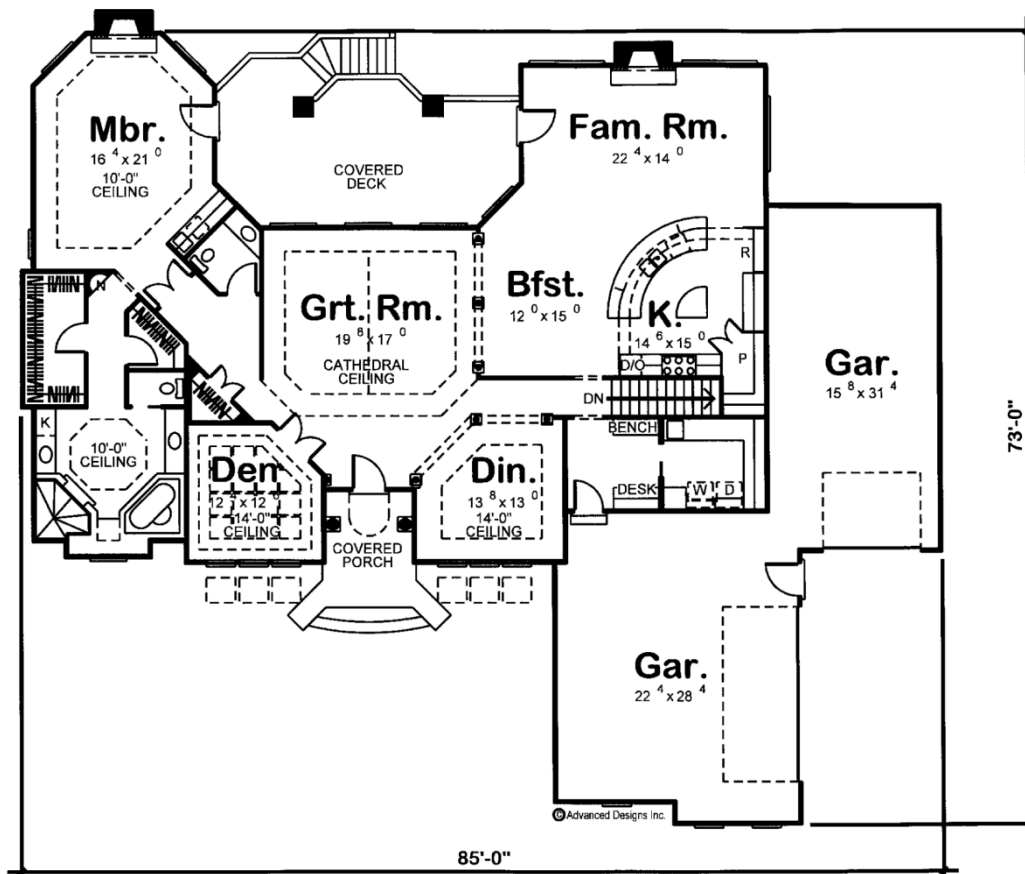 Mbr.
16 4 x 21 0
10'-0"
CEILING
COVERED
DECK
Fam. Rm.
22 4 x 14 0
Grt. Rm.
19 8 x 17 0
CATHEDRAL
CEILING
Bfst.
12 0 x 15 0
K.
14 6 x 15 0
R
P
D/O
DN
Gar.
15 8 x 31 4
73'-0"
K
10'-0"
CEILING
Den
12 4 x 12 0
14'-0"
CEILING
COVERED
PORCH
Din.
13 8 x 13 0
14'-0"
CEILING
BENCH
DESK
W D
Gar.
22 4 x 28 4
© Advanced Designs Inc.
85'-0"